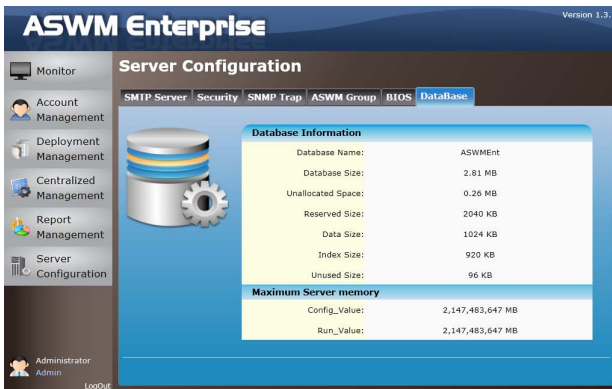 ASWM Enterprise
Version 1.3.
Monitor
Account
Management
Deployment
Management
Centralized
Management
Report
Management
Server
Configuration
Administrator
Admin
LogOut
Server Configuration
SMTP Server Security SNMP Trap ASWM Group BIOS DataBase
Database Information
Database Name: ASWMEnt
Database Size: 2.81 MB
Unallocated Space: 0.26 MB
Reserved Size: 2040 KB
Data Size: 1024 KB
Index Size: 920 KB
Unused Size: 96 KB
Maximum Server memory
Config_Value: 2,147,483,647 MB
Run_Value: 2,147,483,647 MB